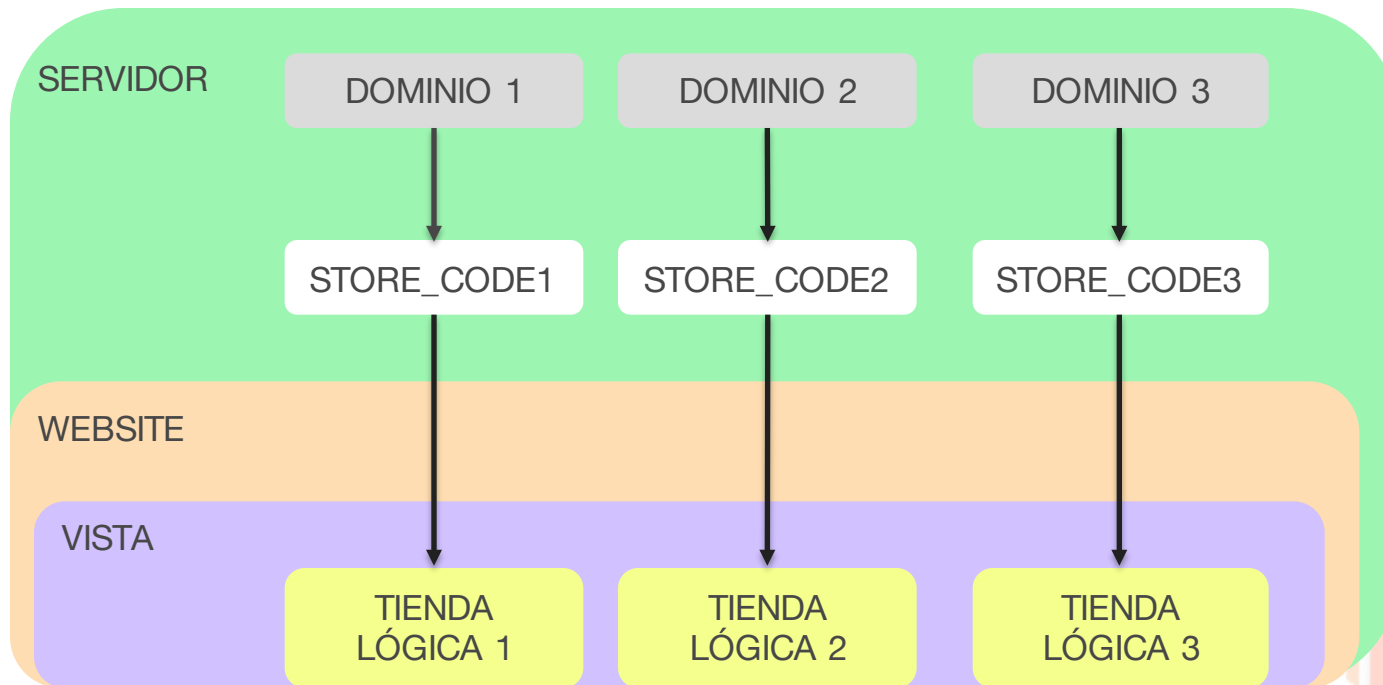 SERVIDOR
DOMINIO 1
DOMINIO 2
DOMINIO 3
STORE_CODE1
STORE_CODE2
STORE_CODE3
WEBSITE
VISTA
TIENDA
LÓGICA 1
TIENDA
LÓGICA 2
TIENDA
LÓGICA 3